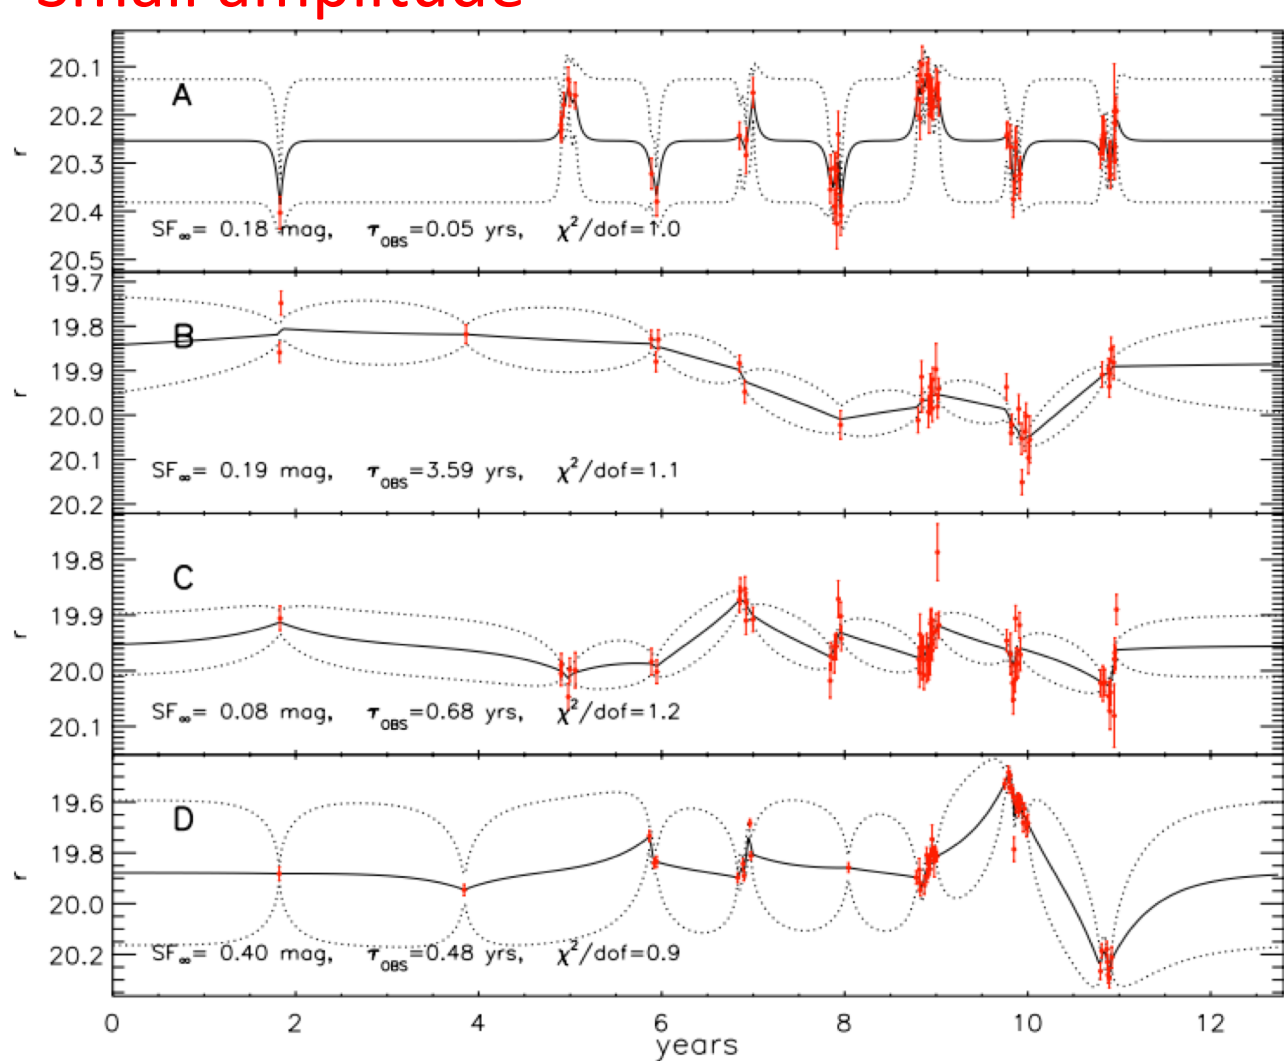 Small amplitude
A
20.1
20.2
20.3
20.4
20.5
r
SF∞= 0.18 mag, τOBS=0.05 yrs, χ²/dof=1.0
B
19.7
19.8
19.9
20.0
20.1
20.2
r
SF∞= 0.19 mag, τOBS=3.59 yrs, χ²/dof=1.1
C
19.8
19.9
20.0
20.1
r
SF∞= 0.08 mag, τOBS=0.68 yrs, χ²/dof=1.2
D
19.6
19.8
20.0
20.2
r
SF∞= 0.40 mag, τOBS=0.48 yrs, χ²/dof=0.9
0 2 4 6 8 10 12
years